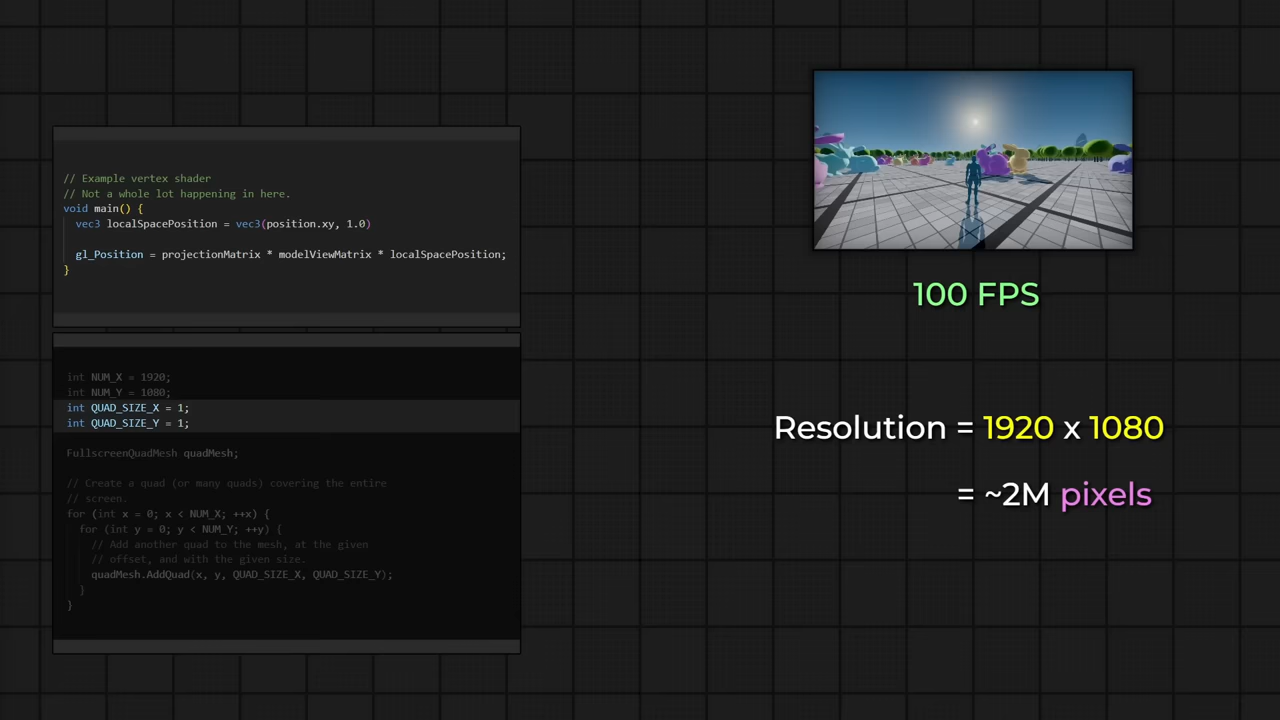 // Example vertex shader
// Not a whole lot happening in here.
void main() {
vec3 localSpacePosition = vec3(position.xy, 1.0)
gl_Position = projectionMatrix * modelViewMatrix * localSpacePosition;
}
int NUM_X = 1920;
int NUM_Y = 1080;
int QUAD_SIZE_X = 1;
int QUAD_SIZE_Y = 1;
FullscreenQuadMesh quadMesh;
// Create a quad (or many quads) covering the entire
// screen.
for (int x = 0; x < NUM_X; ++x) {
for (int y = 0; y < NUM_Y; ++y) {
// Add another quad to the mesh, at the given
// offset, and with the given size.
quadMesh.AddQuad(x, y, QUAD_SIZE_X, QUAD_SIZE_Y);
}
}
100 FPS
Resolution = 1920 x 1080
= ~2M pixels